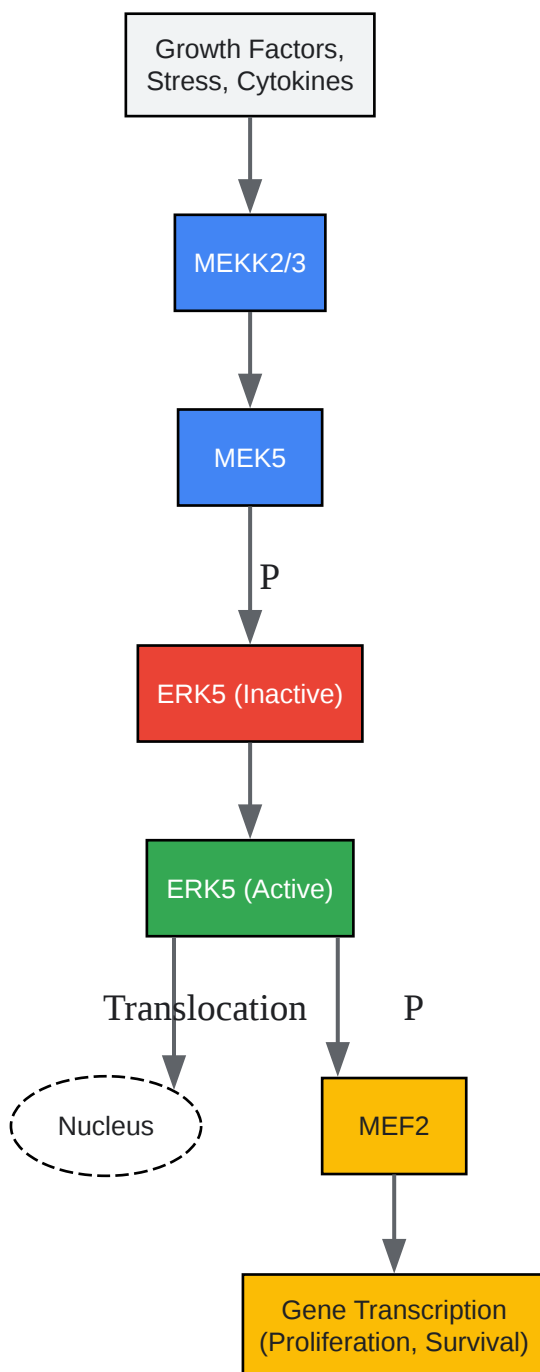 Growth Factors,
Stress, Cytokines
MEKK2/3
MEK5
P
ERK5 (Inactive)
ERK5 (Active)
Translocation
P
Nucleus
MEF2
Gene Transcription
(Proliferation, Survival)